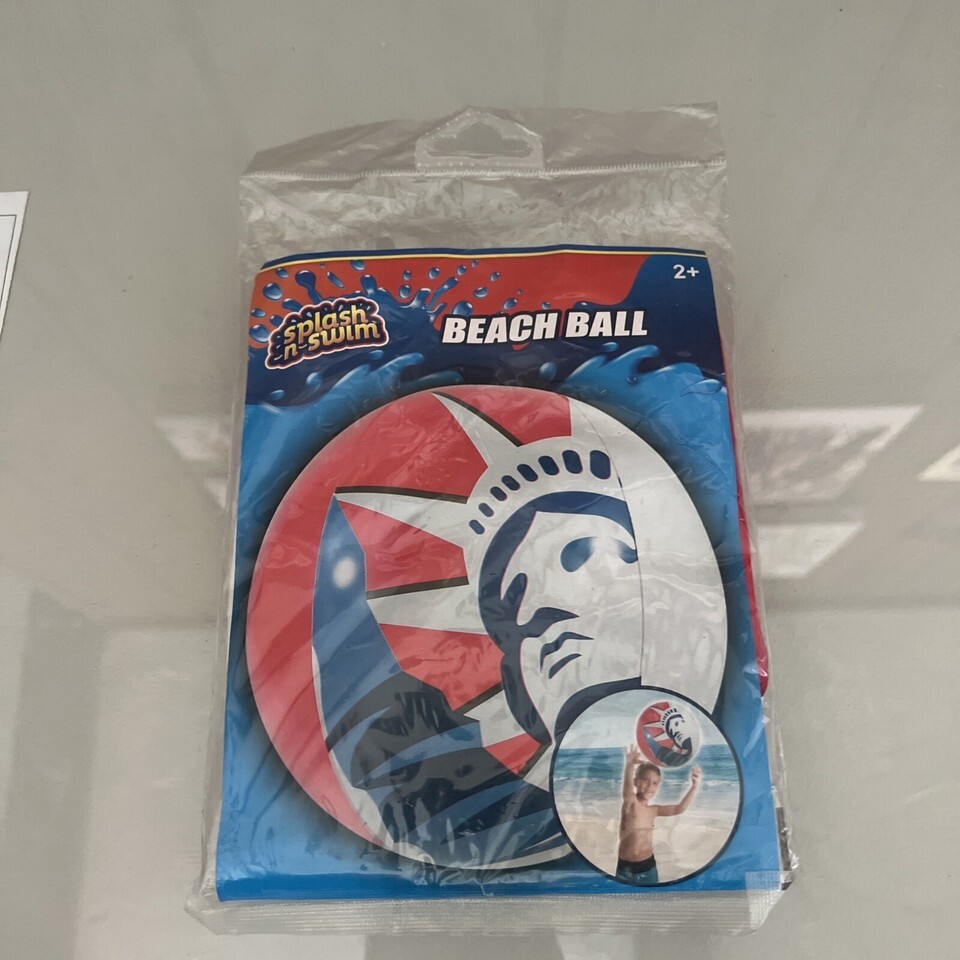 2+
splash
n-swim
BEACH BALL